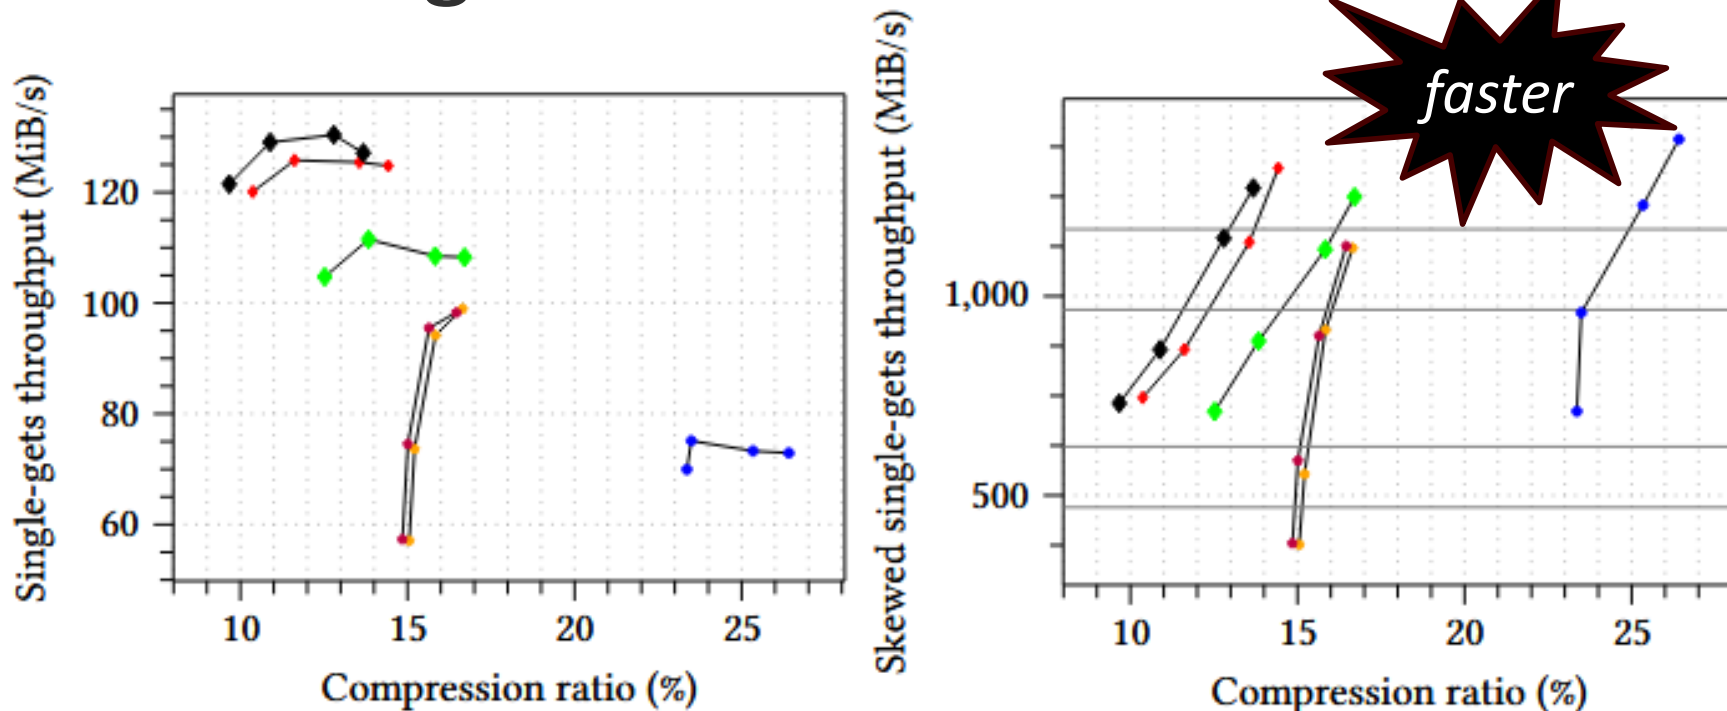 Single-gets throughput (MiB/s)
120
100
80
60
10 15 20 25
Compression ratio (%)
Skewed single-gets throughput (MiB/s)
faster
1,000
500
10 15 20 25
Compression ratio (%)